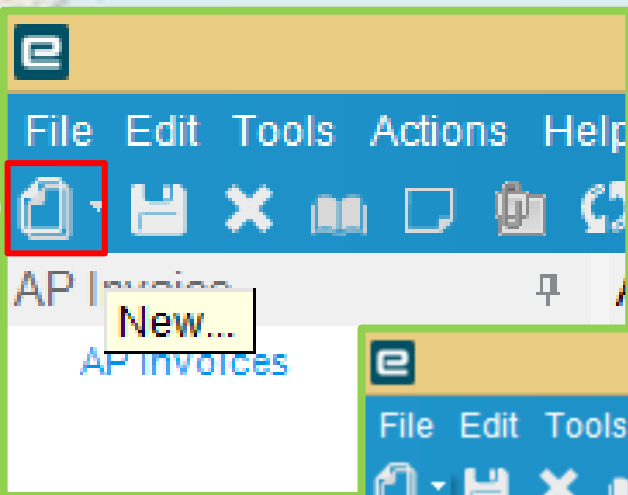 File Edit Tools Actions Help
AP Invoice
New...
AP Invoices
File Edit Tools